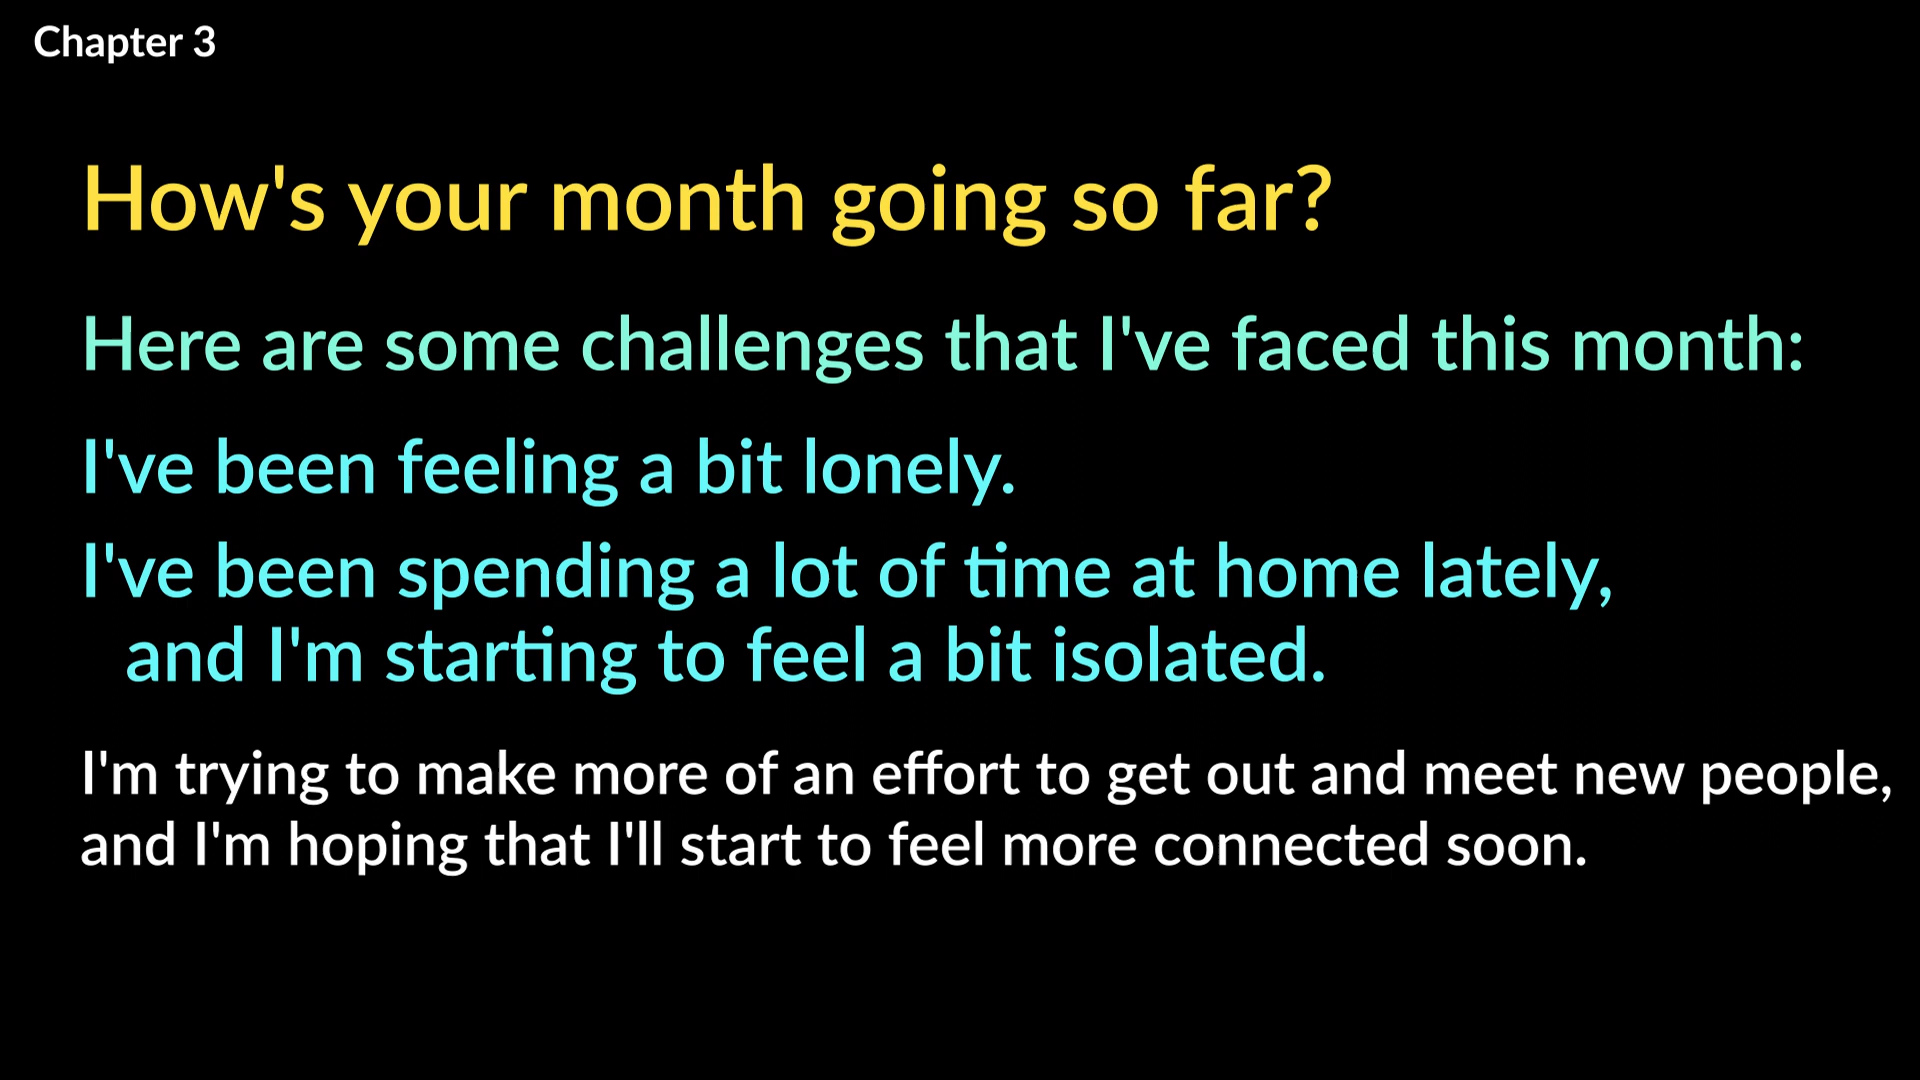 Chapter 3
How's your month going so far?
Here are some challenges that I've faced this month:
I've been feeling a bit lonely.
I've been spending a lot of time at home lately,
and I'm starting to feel a bit isolated.
I'm trying to make more of an effort to get out and meet new people,
and I'm hoping that I'll start to feel more connected soon.